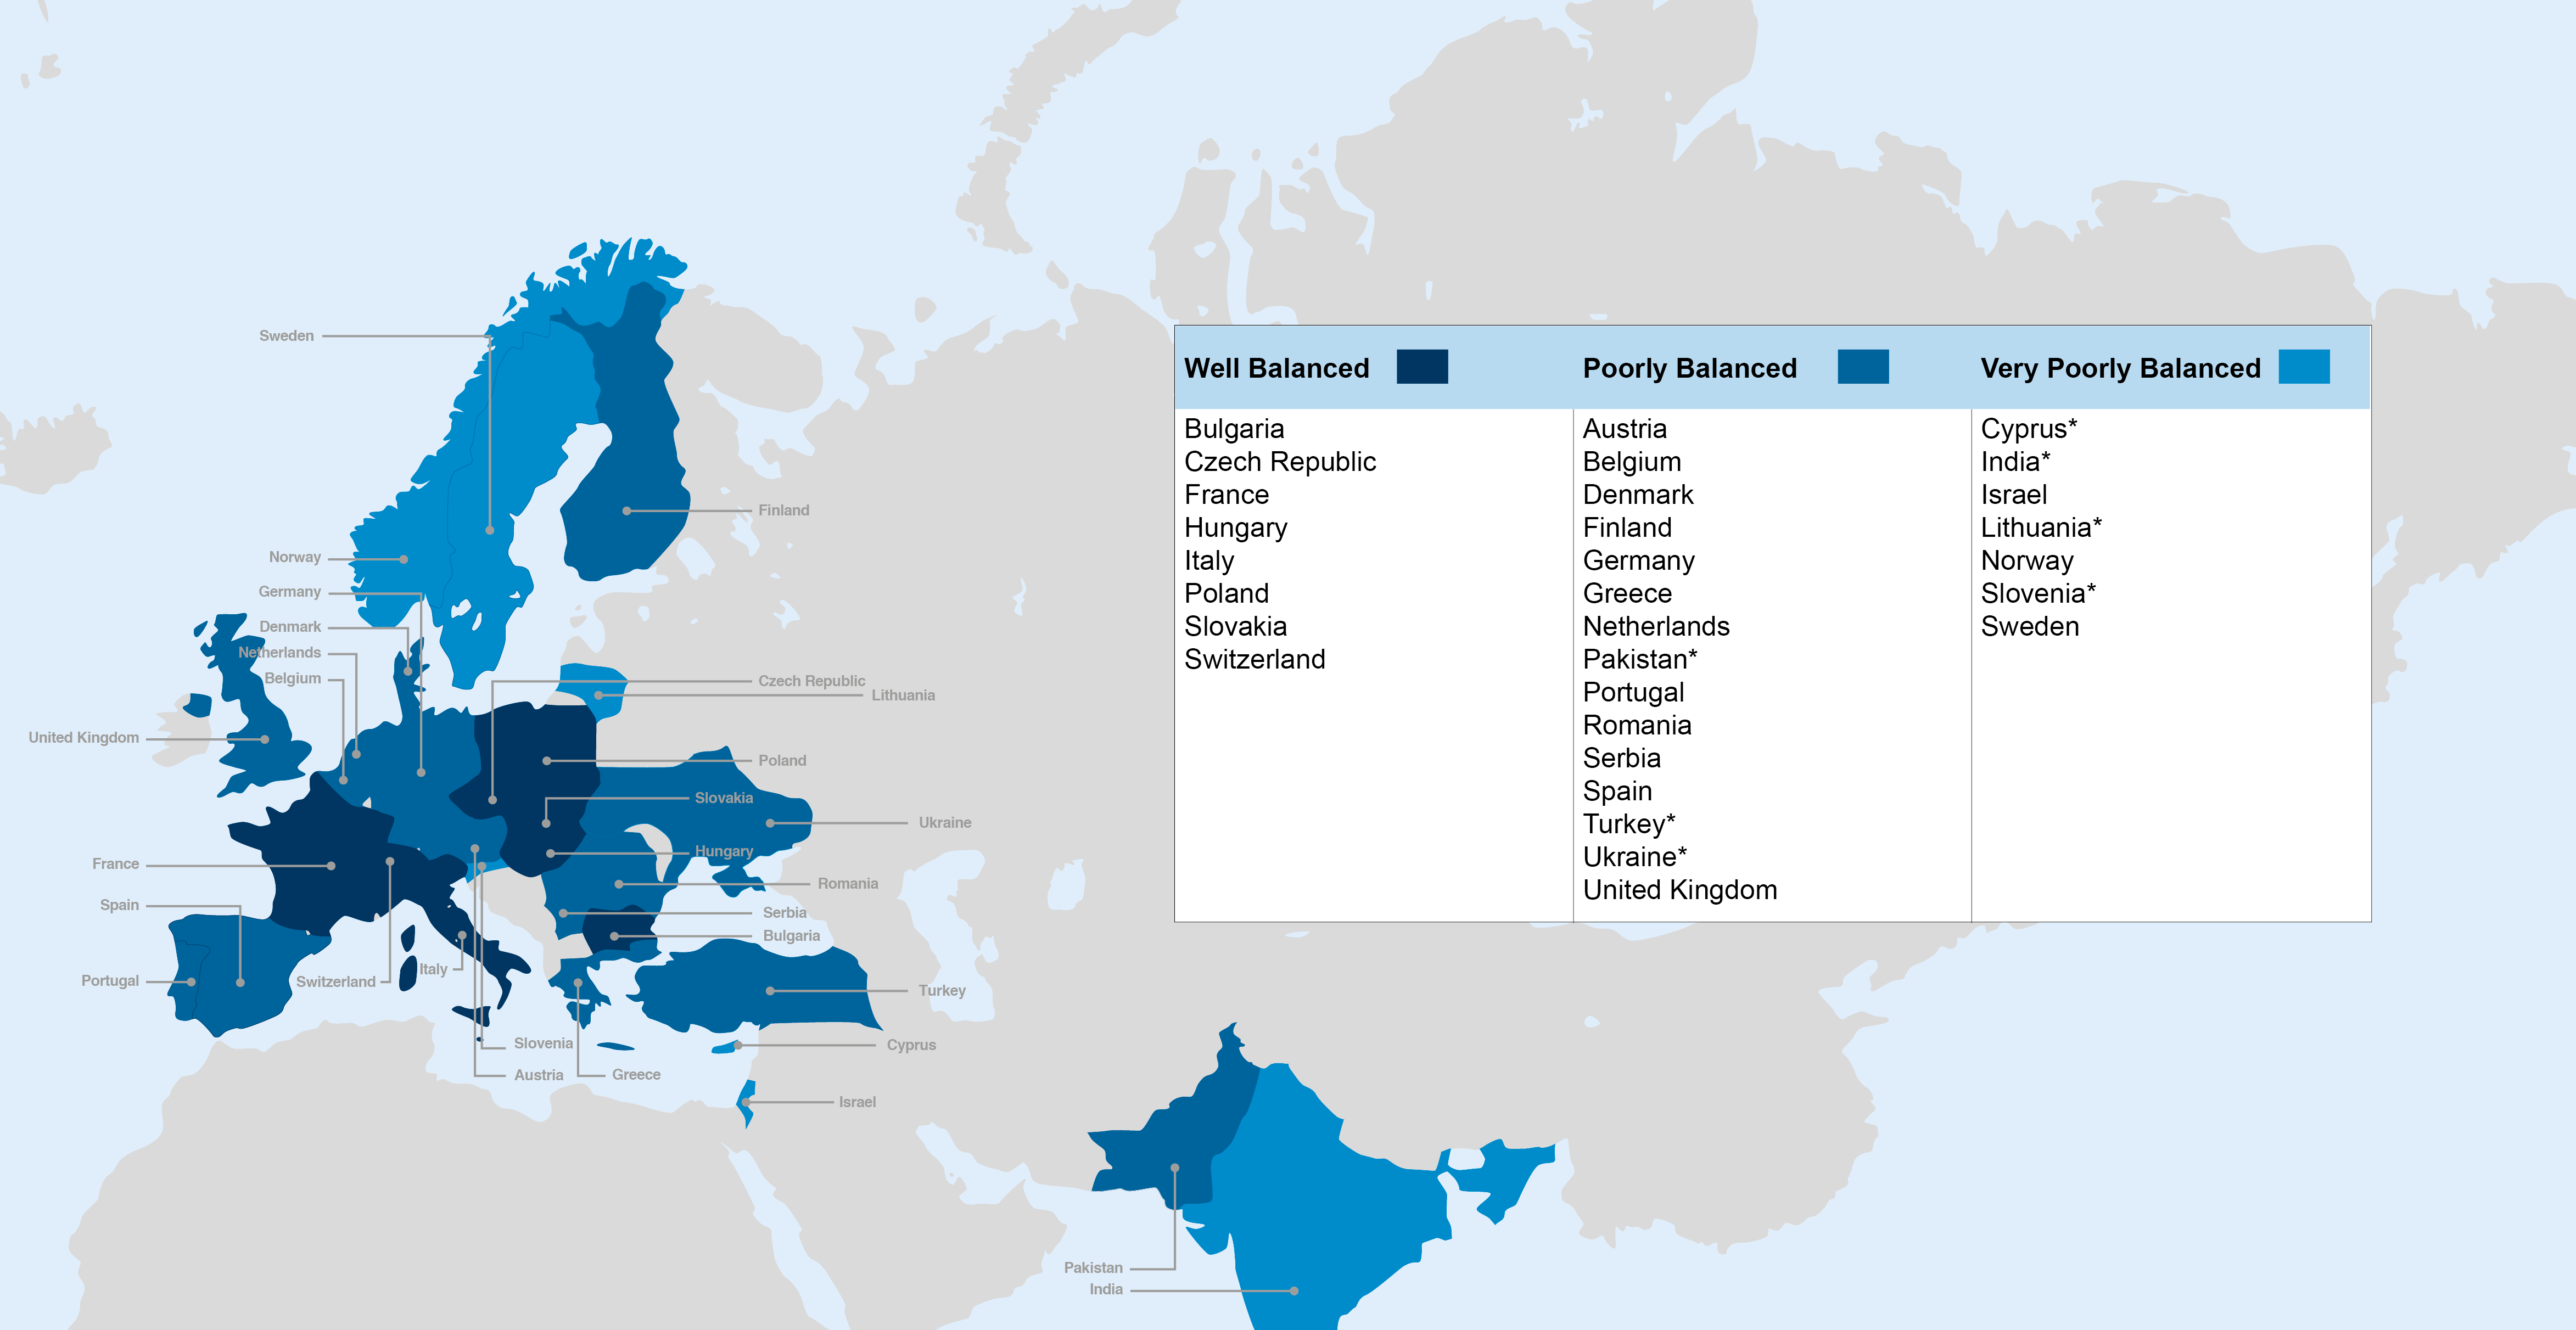 Sweden
Finland
Norway
Germany
Denmark
Netherlands
Belgium
Czech Republic
Lithuania
United Kingdom
Poland
Slovakia
Ukraine
Hungary
France
Romania
Spain
Serbia
Bulgaria
Italy
Portugal
Switzerland
Turkey
Slovenia
Cyprus
Austria
Greece
Israel
Pakistan
India
Well Balanced
Bulgaria
Czech Republic
France
Hungary
Italy
Poland
Slovakia
Switzerland
Poorly Balanced
Austria
Belgium
Denmark
Finland
Germany
Greece
Netherlands
Pakistan*
Portugal
Romania
Serbia
Spain
Turkey*
Ukraine*
United Kingdom
Very Poorly Balanced
Cyprus*
India*
Israel
Lithuania*
Norway
Slovenia*
Sweden